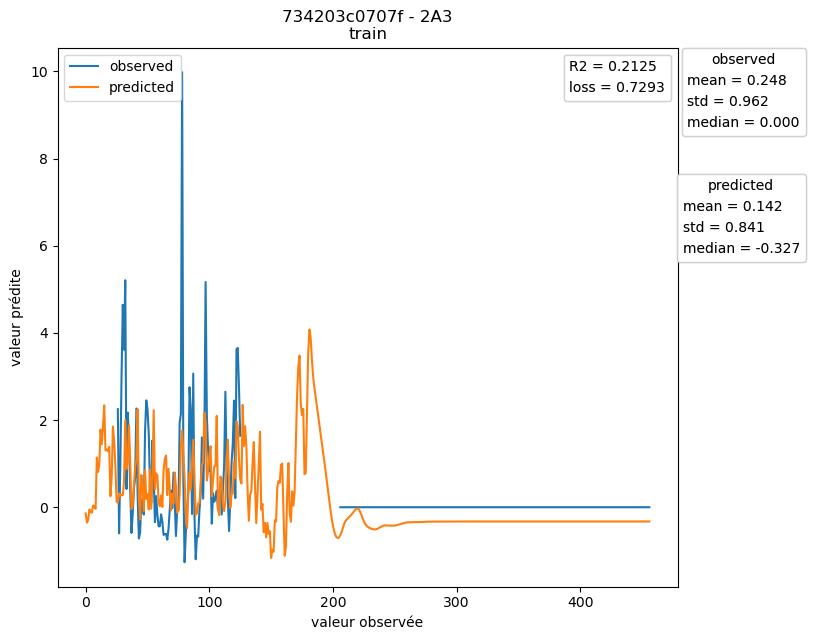 734203c0707f - 2A3
train
observed
predicted
R2 = 0.2125
loss = 0.7293
observed
mean = 0.248
std = 0.962
median = 0.000
predicted
mean = 0.142
std = 0.841
median = -0.327
10
8
6
4
2
0
valeur prédite
0
100
200
300
400
valeur observée